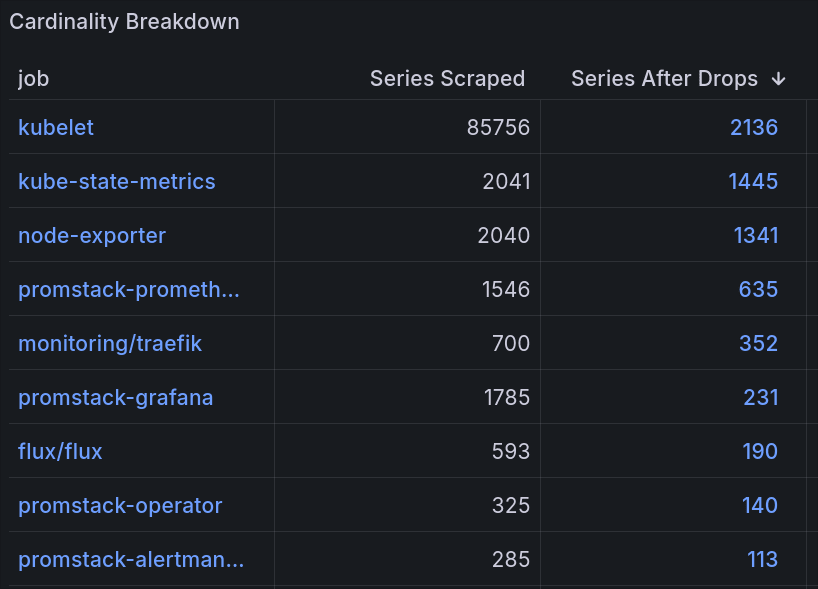 Cardinality Breakdown
job Series Scraped Series After Drops ↓
kubelet 85756 2136
kube-state-metrics 2041 1445
node-exporter 2040 1341
promstack-prometh... 1546 635
monitoring/traefik 700 352
promstack-grafana 1785 231
flux/flux 593 190
promstack-operator 325 140
promstack-alertman... 285 113